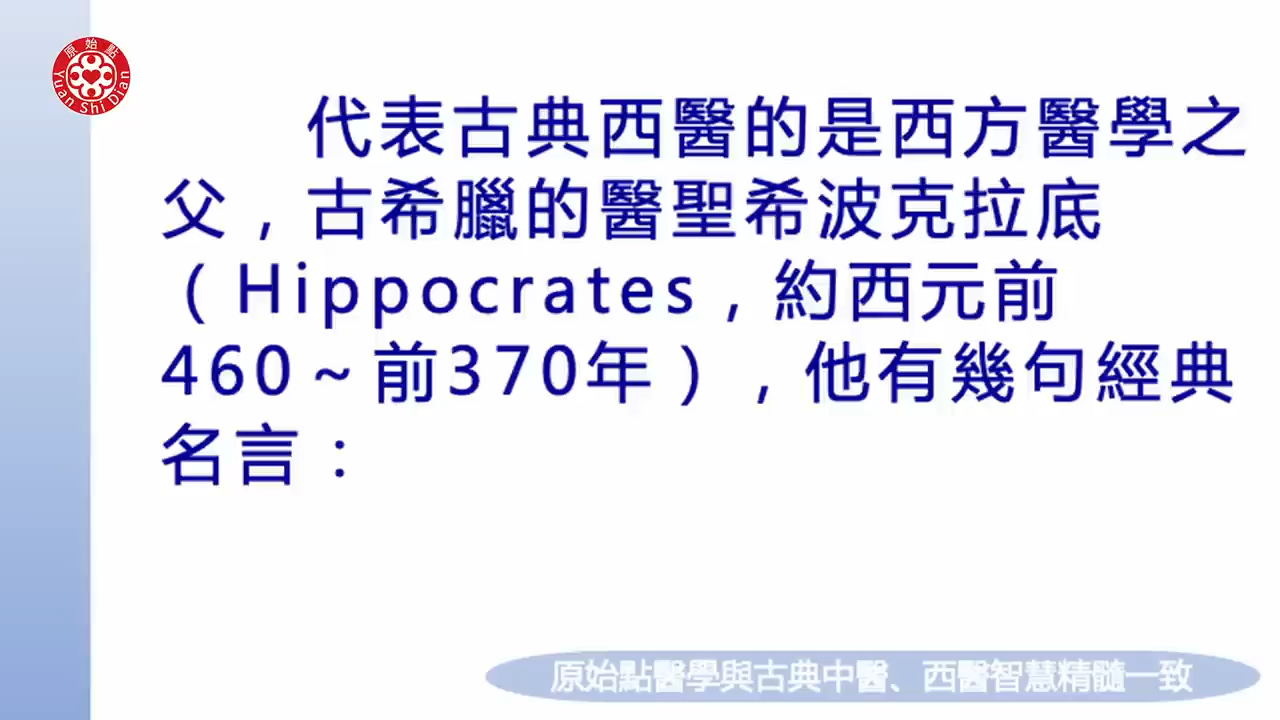 原始點
Yuan Shi Dian
代表古典西醫的是西方醫學之
父，古希臘的醫聖希波克拉底
（Hippocrates，約西元前
460～前370年），他有幾句經典
名言：
原始點醫學與古典中醫、西醫智慧精髓一致